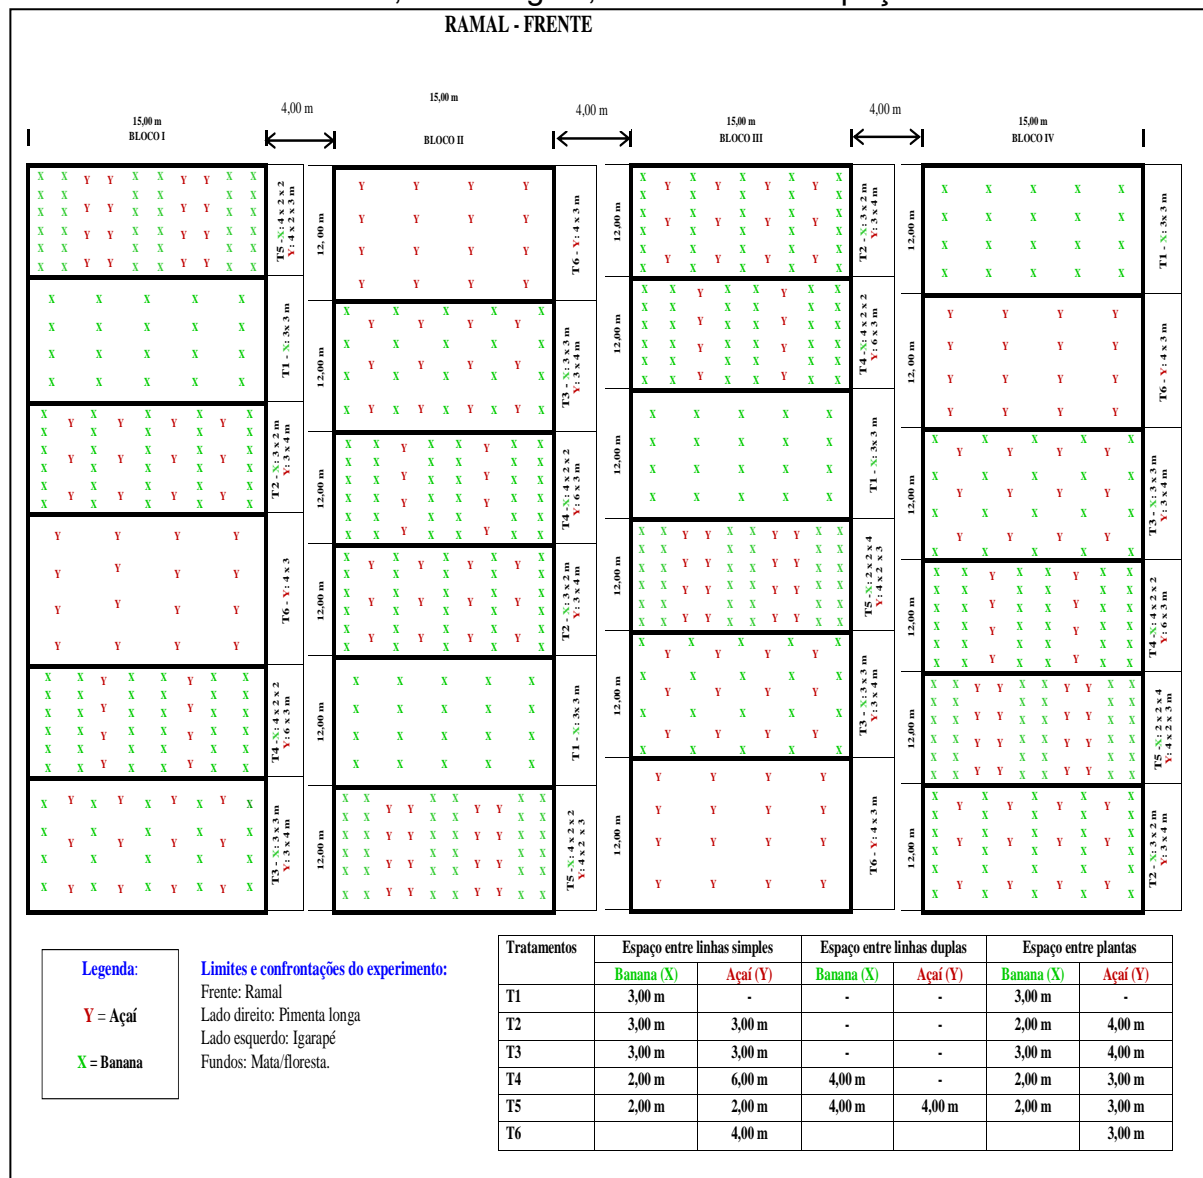 RAMAL - FRENTE
15,00 m
BLOCO I
4,00 m
15,00 m
BLOCO II
4,00 m
15,00 m
BLOCO III
4,00 m
15,00 m
BLOCO IV
T5 -X: 4 x 2 x 2
Y: 4 x 2 x 3 m
T1 - X: 3x 3 m
T2 - X: 3 x 2 m
Y: 3 x 4 m
T6 - Y: 4 x 3
T4 -X: 4 x 2 x 2
Y: 6 x 3 m
T3 - X: 3 x 3 m
Y: 3 x 4 m
12, 00 m
12,00 m
12,00 m
12,00 m
12,00 m
12,00 m
T6 - Y: 4 x 3 m
T3 - X: 3 x 3 m
Y: 3 x 4 m
T4 -X: 4 x 2 x 2
Y: 6 x 3 m
T2 - X: 3 x 2 m
Y: 3 x 4 m
T1 - X: 3x 3 m
T5 -X: 4 x 2 x 2
Y: 4 x 2 x 3
12,00 m
12,00 m
12,00 m
12,00 m
12,00 m
12,00 m
T2 - X: 3 x 2 m
Y: 3 x 4 m
T4 -X: 4 x 2 x 2
Y: 6 x 3 m
T1 - X: 3x 3 m
T5 -X: 2 x 2 x 4
Y: 4 x 2 x 3
T3 - X: 3 x 3 m
Y: 3 x 4 m
T6 - Y: 4 x 3 m
12,00 m
12, 00 m
12,00 m
12,00 m
12,00 m
12,00 m
T1 - X: 3x 3 m
T6 - Y: 4 x 3 m
T3 - X: 3 x 3 m
Y: 3 x 4 m
T4 -X: 4 x 2 x 2
Y: 6 x 3 m
T5 -X: 2 x 2 x 4
Y: 4 x 2 x 3 m
T2 - X: 3 x 2 m
Y: 3 x 4 m
Legenda:
Y = Açaí
X = Banana
Limites e confrontações do experimento:
Frente: Ramal
Lado direito: Pimenta longa
Lado esquerdo: Igarapé
Fundos: Mata/floresta.
Tratamentos Espaço entre linhas simples Espaço entre linhas duplas Espaço entre plantas
Banana (X) Açaí (Y) Banana (X) Açaí (Y) Banana (X) Açaí (Y)
T1 3,00 m - - - 3,00 m -
T2 3,00 m 3,00 m - - 2,00 m 4,00 m
T3 3,00 m 3,00 m - - 3,00 m 4,00 m
T4 2,00 m 6,00 m 4,00 m - 2,00 m 3,00 m
T5 2,00 m 2,00 m 4,00 m 4,00 m 2,00 m 3,00 m
T6 4,00 m 3,00 m